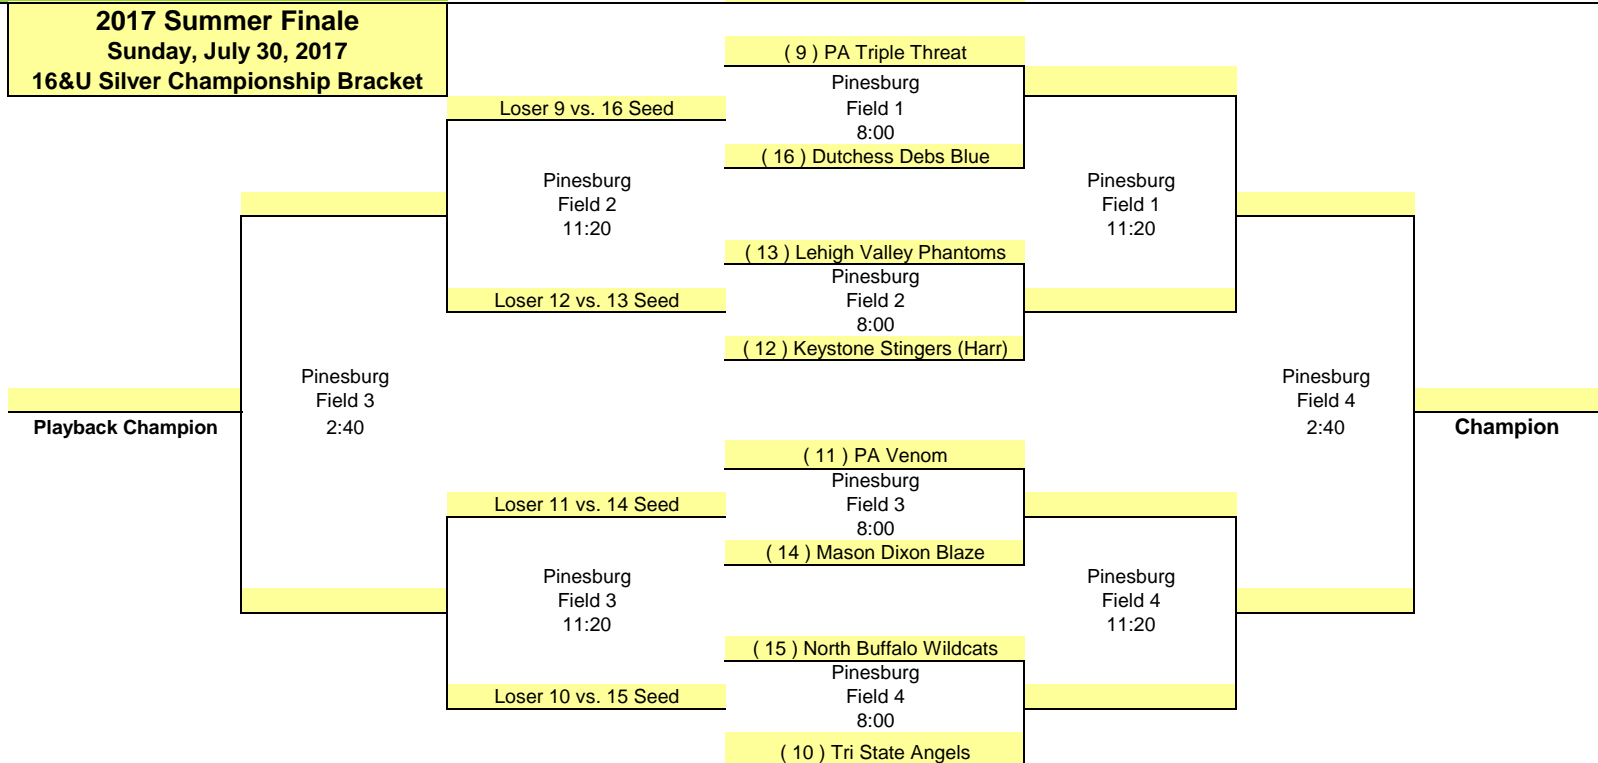 2017 Summer Finale
Sunday, July 30, 2017
16&U Silver Championship Bracket
( 9 ) PA Triple Threat
Pinesburg
Loser 9 vs. 16 Seed
Field 1
8:00
( 16 ) Dutchess Debs Blue
Pinesburg
Field 2
11:20
Pinesburg
Field 1
11:20
( 13 ) Lehigh Valley Phantoms
Pinesburg
Loser 12 vs. 13 Seed
Field 2
8:00
( 12 ) Keystone Stingers (Harr)
Pinesburg
Field 3
2:40
Playback Champion
Pinesburg
Field 4
2:40
Champion
( 11 ) PA Venom
Pinesburg
Loser 11 vs. 14 Seed
Field 3
8:00
( 14 ) Mason Dixon Blaze
Pinesburg
Field 3
11:20
Pinesburg
Field 4
11:20
( 15 ) North Buffalo Wildcats
Pinesburg
Loser 10 vs. 15 Seed
Field 4
8:00
( 10 ) Tri State Angels